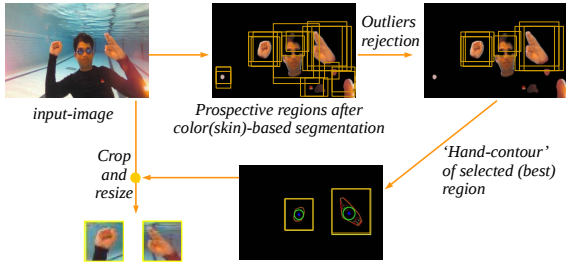 Outliers
rejection
input-image
Prospective regions after
color(skin)-based segmentation
Crop
and
resize
‘Hand-contour’
of selected (best)
region